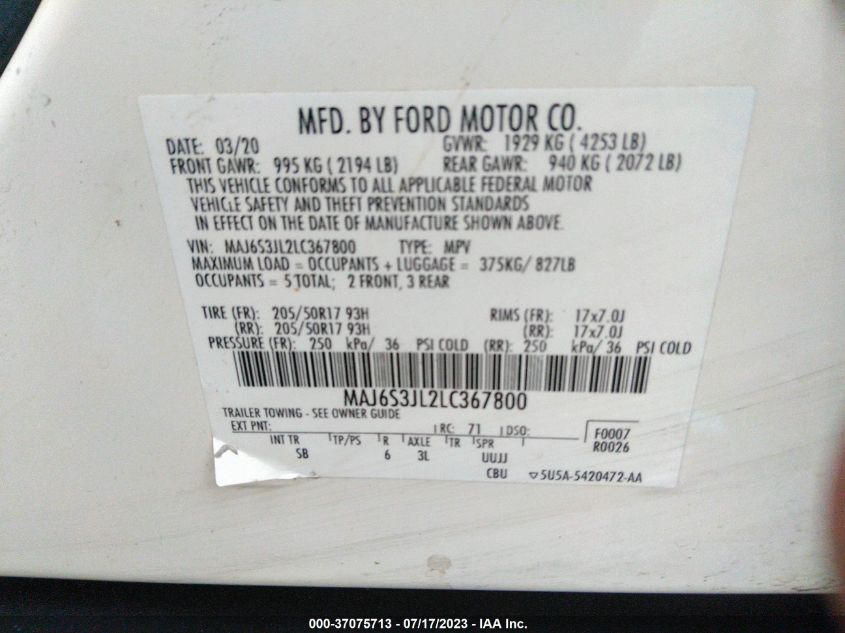 MFD. BY FORD MOTOR CO.
DATE: 03/20 GVWR: 1929 KG ( 4253 LB)
FRONT GAWR: 995 KG ( 2194 LB) REAR GAWR: 940 KG ( 2072 LB)
THIS VEHICLE CONFORMS TO ALL APPLICABLE FEDERAL MOTOR
VEHICLE SAFETY AND THEFT PREVENTION STANDARDS
IN EFFECT ON THE DATE OF MANUFACTURE SHOWN ABOVE.
VIN: MAJ6S3JL2LC367800 TYPE: MPV
MAXIMUM LOAD = OCCUPANTS + LUGGAGE = 375KG/ 827LB
OCCUPANTS = 5 TOTAL; 2 FRONT, 3 REAR
TIRE (FR): 205/50R17 93H RIMS (FR): 17x7.0J
(RR): 205/50R17 93H (RR): 17x7.0J
PRESSURE (FR): 250 kPa/ 36 PSI COLD (RR): 250 kPa/ 36 PSI COLD
MAJ6S3JL2LC367800
TRAILER TOWING - SEE OWNER GUIDE
EXT PNT: RC: 71 DSO: F0007
R0026
INT TR TP/PS R AXLE TR SPR
SB 6 3L UUJJ
CBU 5U5A-5420472-AA
000-37075713 - 07/17/2023 - IAA Inc.